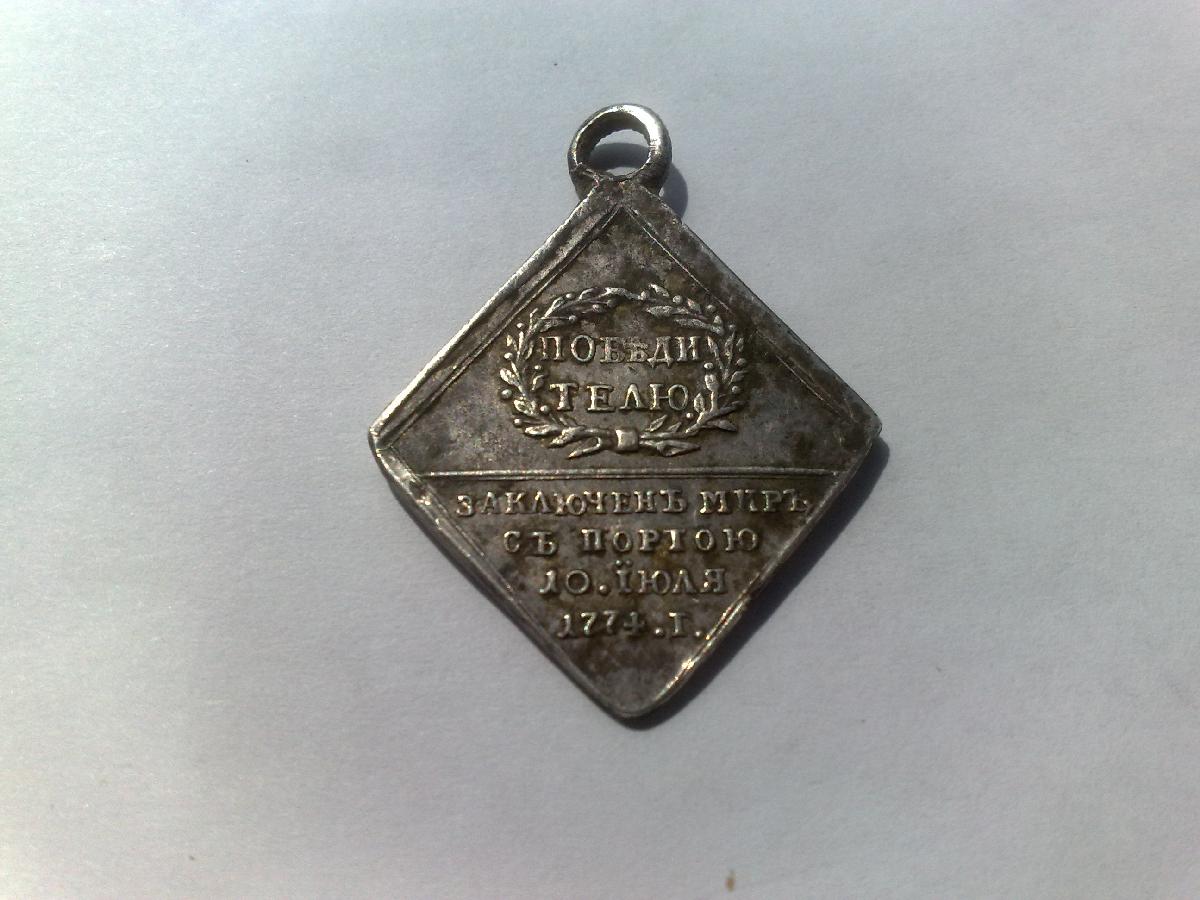 ПОБѢДИ
ТЕЛЮ
ЗАКЛЮЧЕНЪ МИРЪ
СЪ ПОРТОЮ
10. ЇЮЛЯ
1774. Г.